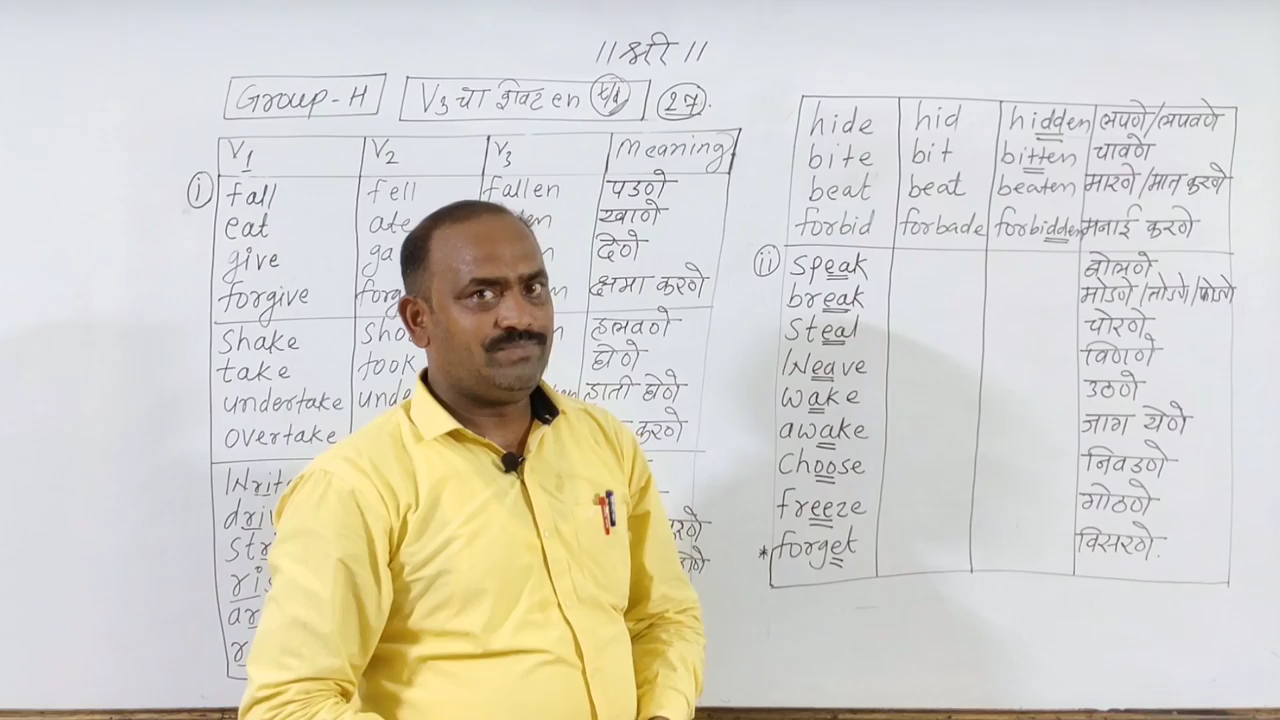 ॥ श्री ॥
Group-H V3 चा शेवट en 27.
V1 V2 V3 Meaning
i fall fell fallen पडणे
eat ate खाणे
give देणे
forgive क्षमा करणे
Shake हलवणे
take took घेणे
undertake हाती घेणे
overtake करणे
hide hid hidden लपणे/लपवणे
bite bit bitten चावणे
beat beat beaten मारणे/मात करणे
forbid forbade forbidden मनाई करणे
ii Speak बोलणे
break मोडणे/तोडणे/फोडणे
Steal चोरणे
Weave विणणे
wake उठणे
awake जाग येणे
Choose निवडणे
freeze गोठणे
* forget विसरणे.